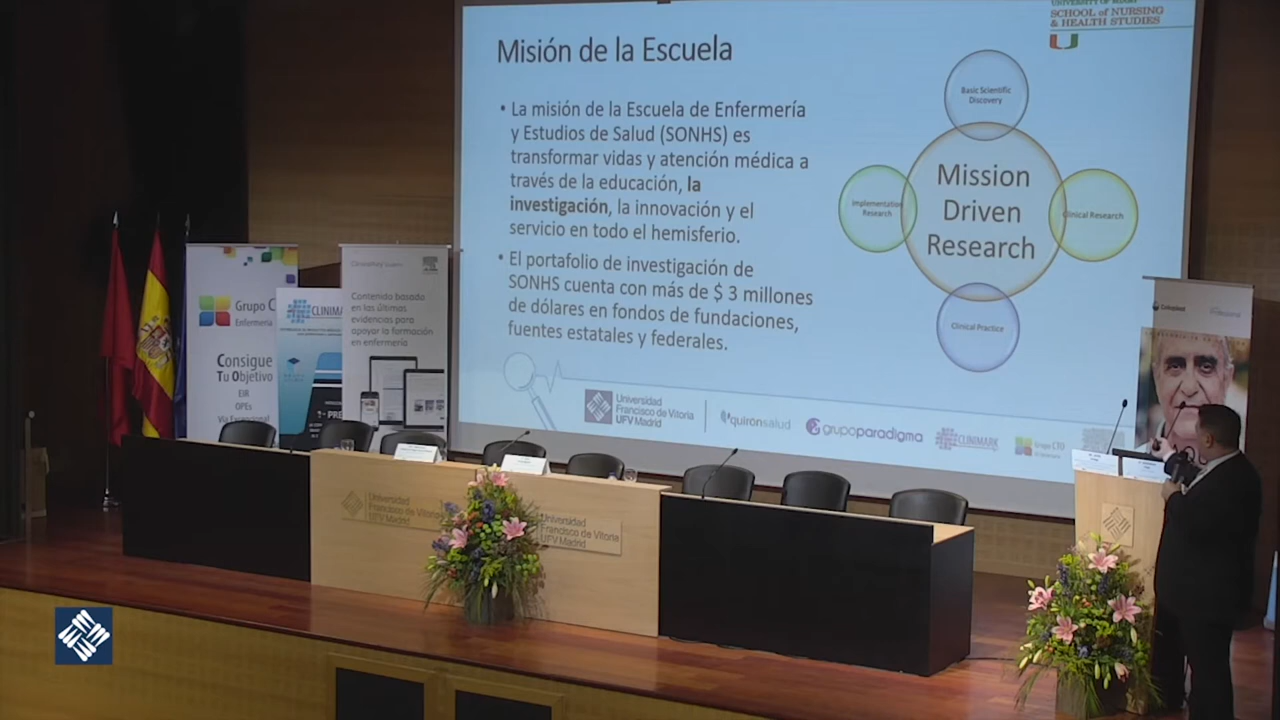 Misión de la Escuela
UNIVERSITY OF MIAMI
SCHOOL of NURSING
& HEALTH STUDIES
• La misión de la Escuela de Enfermería
y Estudios de Salud (SONHS) es
transformar vidas y atención médica a
través de la educación, la
investigación, la innovación y el
servicio en todo el hemisferio.
• El portafolio de investigación de
SONHS cuenta con más de $ 3 millones
de dólares en fondos de fundaciones,
fuentes estatales y federales.
Basic Scientific
Discovery
Implementation
Research
Mission
Driven
Research
Clinical Research
Clinical Practice
Universidad
Francisco de Vitoria
UFV Madrid
quirónsalud
grupoparadigma
CLINIMARK
Grupo CTO
Grupo C
Enfermería
Consigue
Tu Objetivo
EIR
OPEs
Vía Excepcional
CLINIMARK
Contenido basado
en las últimas
evidencias para
apoyar la formación
en enfermería
Coloplast
Universidad
Francisco de Vitoria
UFV Madrid
Universidad
Francisco de Vitoria
UFV Madrid